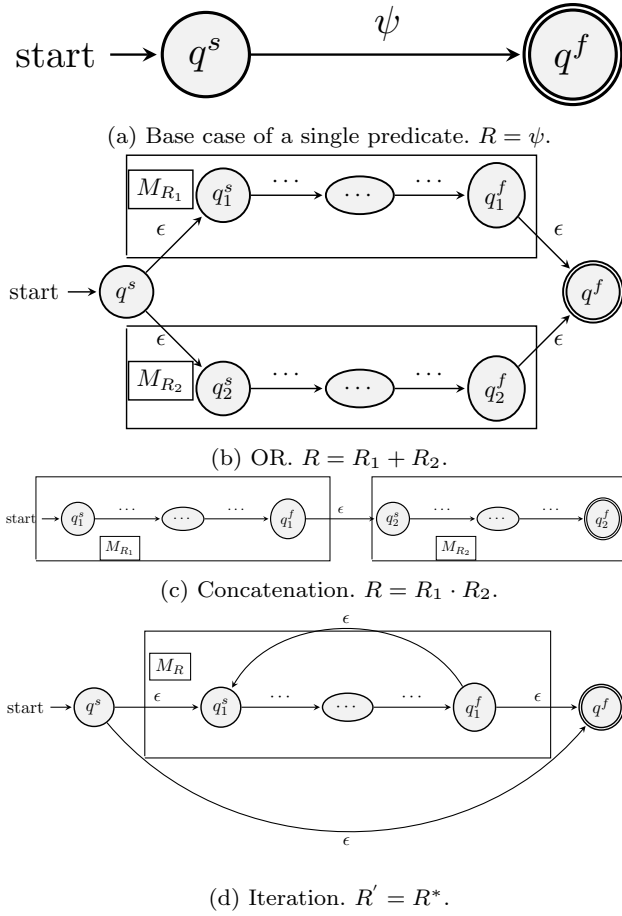 start q^s ψ q^f
(a) Base case of a single predicate. R = ψ.
M_{R_1} q_1^s ··· ··· ··· q_1^f
ϵ ϵ
start q^s q^f
ϵ ϵ
M_{R_2} q_2^s ··· ··· ··· q_2^f
(b) OR. R = R_1 + R_2.
start q_1^s ··· ··· ··· q_1^f ϵ q_2^s ··· ··· ··· q_2^f
M_{R_1} M_{R_2}
(c) Concatenation. R = R_1 · R_2.
ϵ
M_R
start q^s ϵ q_1^s ··· ··· ··· q_1^f ϵ q^f
ϵ
(d) Iteration. R′ = R*.